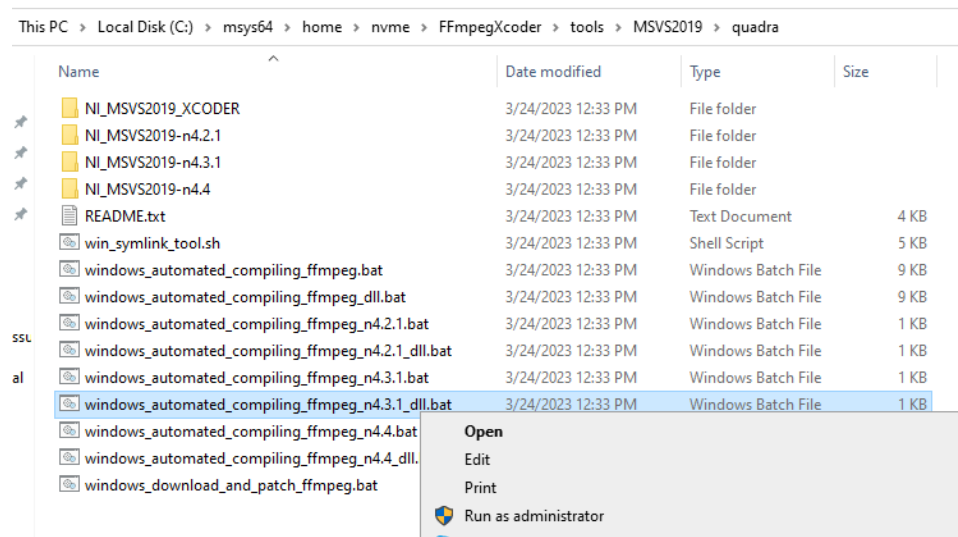 This PC > Local Disk (C:) > msys64 > home > nvme > FFmpegXcoder > tools > MSVS2019 > quadra
Name Date modified Type Size
NI_MSVS2019_XCODER 3/24/2023 12:33 PM File folder
NI_MSVS2019-n4.2.1 3/24/2023 12:33 PM File folder
NI_MSVS2019-n4.3.1 3/24/2023 12:33 PM File folder
NI_MSVS2019-n4.4 3/24/2023 12:33 PM File folder
README.txt 3/24/2023 12:33 PM Text Document 4 KB
win_symlink_tool.sh 3/24/2023 12:33 PM Shell Script 5 KB
windows_automated_compiling_ffmpeg.bat 3/24/2023 12:33 PM Windows Batch File 9 KB
windows_automated_compiling_ffmpeg_dll.bat 3/24/2023 12:33 PM Windows Batch File 9 KB
windows_automated_compiling_ffmpeg_n4.2.1.bat 3/24/2023 12:33 PM Windows Batch File 1 KB
ssu
windows_automated_compiling_ffmpeg_n4.2.1_dll.bat 3/24/2023 12:33 PM Windows Batch File 1 KB
al windows_automated_compiling_ffmpeg_n4.3.1.bat 3/24/2023 12:33 PM Windows Batch File 1 KB
windows_automated_compiling_ffmpeg_n4.3.1_dll.bat 3/24/2023 12:33 PM Windows Batch File 1 KB
windows_automated_compiling_ffmpeg_n4.4.bat
windows_automated_compiling_ffmpeg_n4.4_dll.
windows_download_and_patch_ffmpeg.bat
Open
Edit
Print
Run as administrator